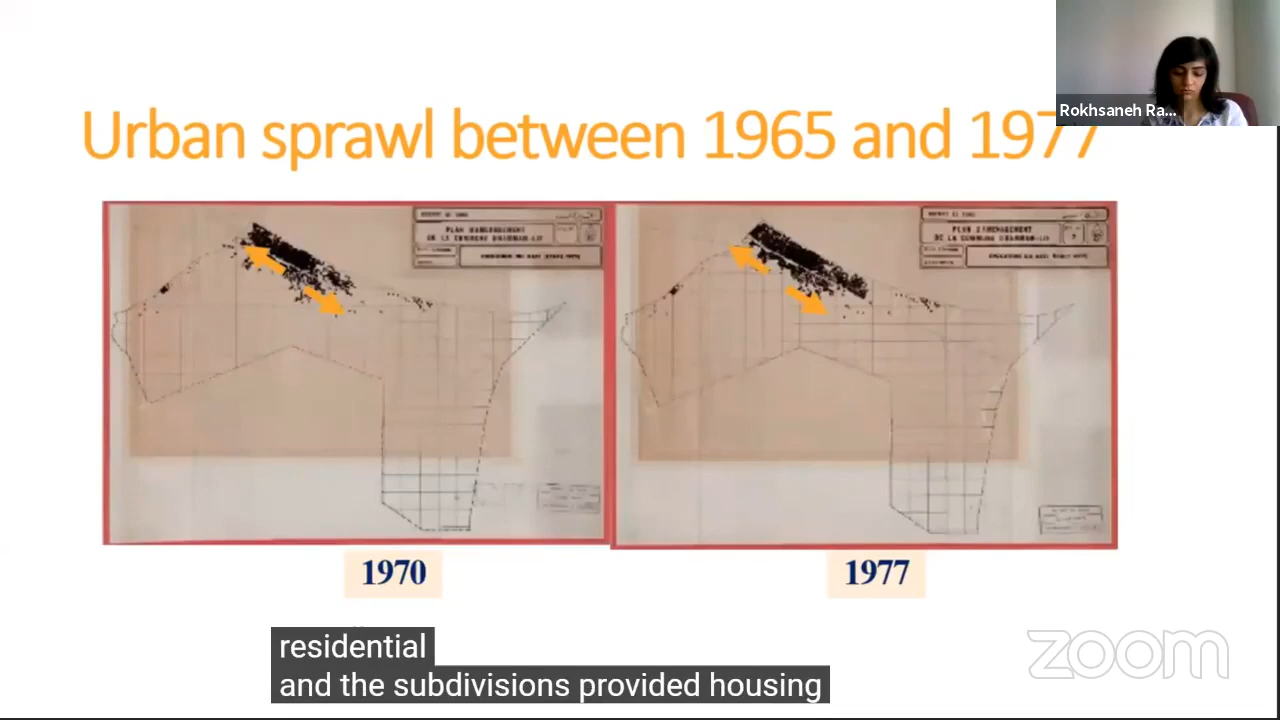 Rokhsaneh Ra...
Urban sprawl between 1965 and 1977
1970
1977
residential
and the subdivisions provided housing
zoom